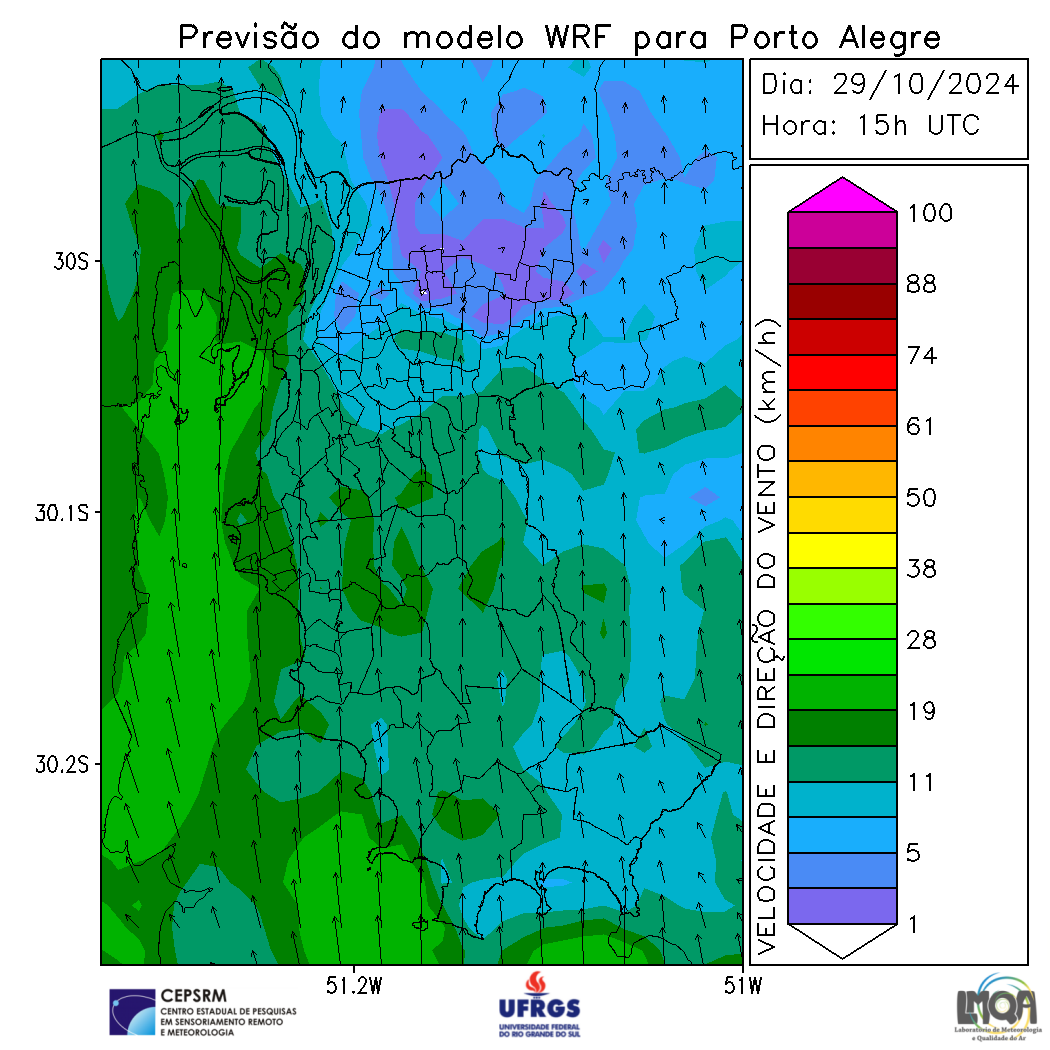 Previsão do modelo WRF para Porto Alegre
Dia: 29/10/2024
Hora: 15h UTC
30S
30.1S
30.2S
51.2W
51W
VELOCIDADE E DIREÇÃO DO VENTO (km/h)
100
88
74
61
50
38
28
19
11
5
1
CEPSRM
CENTRO ESTADUAL DE PESQUISAS
EM SENSORIAMENTO REMOTO
E METEOROLOGIA
UFRGS
UNIVERSIDADE FEDERAL
DO RIO GRANDE DO SUL
LMQA
Laboratório de Meteorologia
e Qualidade do Ar